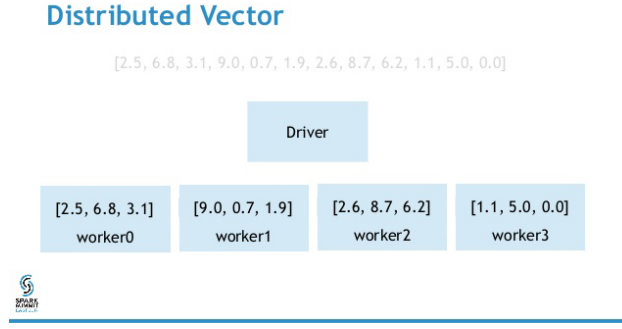 Distributed Vector
[2.5, 6.8, 3.1, 9.0, 0.7, 1.9, 2.6, 8.7, 6.2, 1.1, 5.0, 0.0]
Driver
[2.5, 6.8, 3.1]
worker0
[9.0, 0.7, 1.9]
worker1
[2.6, 8.7, 6.2]
worker2
[1.1, 5.0, 0.0]
worker3
SPARK
SUMMIT